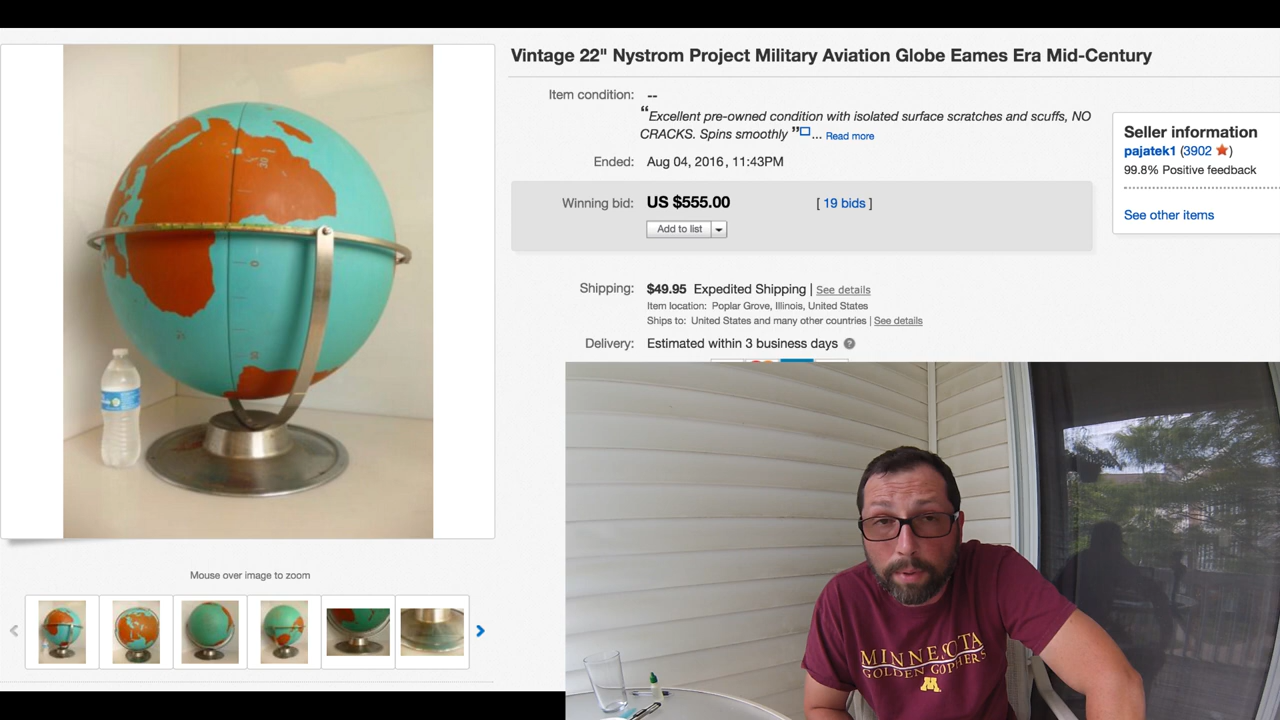 Vintage 22" Nystrom Project Military Aviation Globe Eames Era Mid-Century
Item condition: --
“Excellent pre-owned condition with isolated surface scratches and scuffs, NO
CRACKS. Spins smoothly ” ... Read more
Ended: Aug 04, 2016 , 11:43PM
Winning bid: US $555.00 [ 19 bids ]
Add to list
Shipping: $49.95 Expedited Shipping | See details
Item location: Poplar Grove, Illinois, United States
Ships to: United States and many other countries | See details
Delivery: Estimated within 3 business days
Seller information
pajatek1 (3902 )
99.8% Positive feedback
See other items
Mouse over image to zoom
MINNESOTA
GOLDEN GOPHERS
M